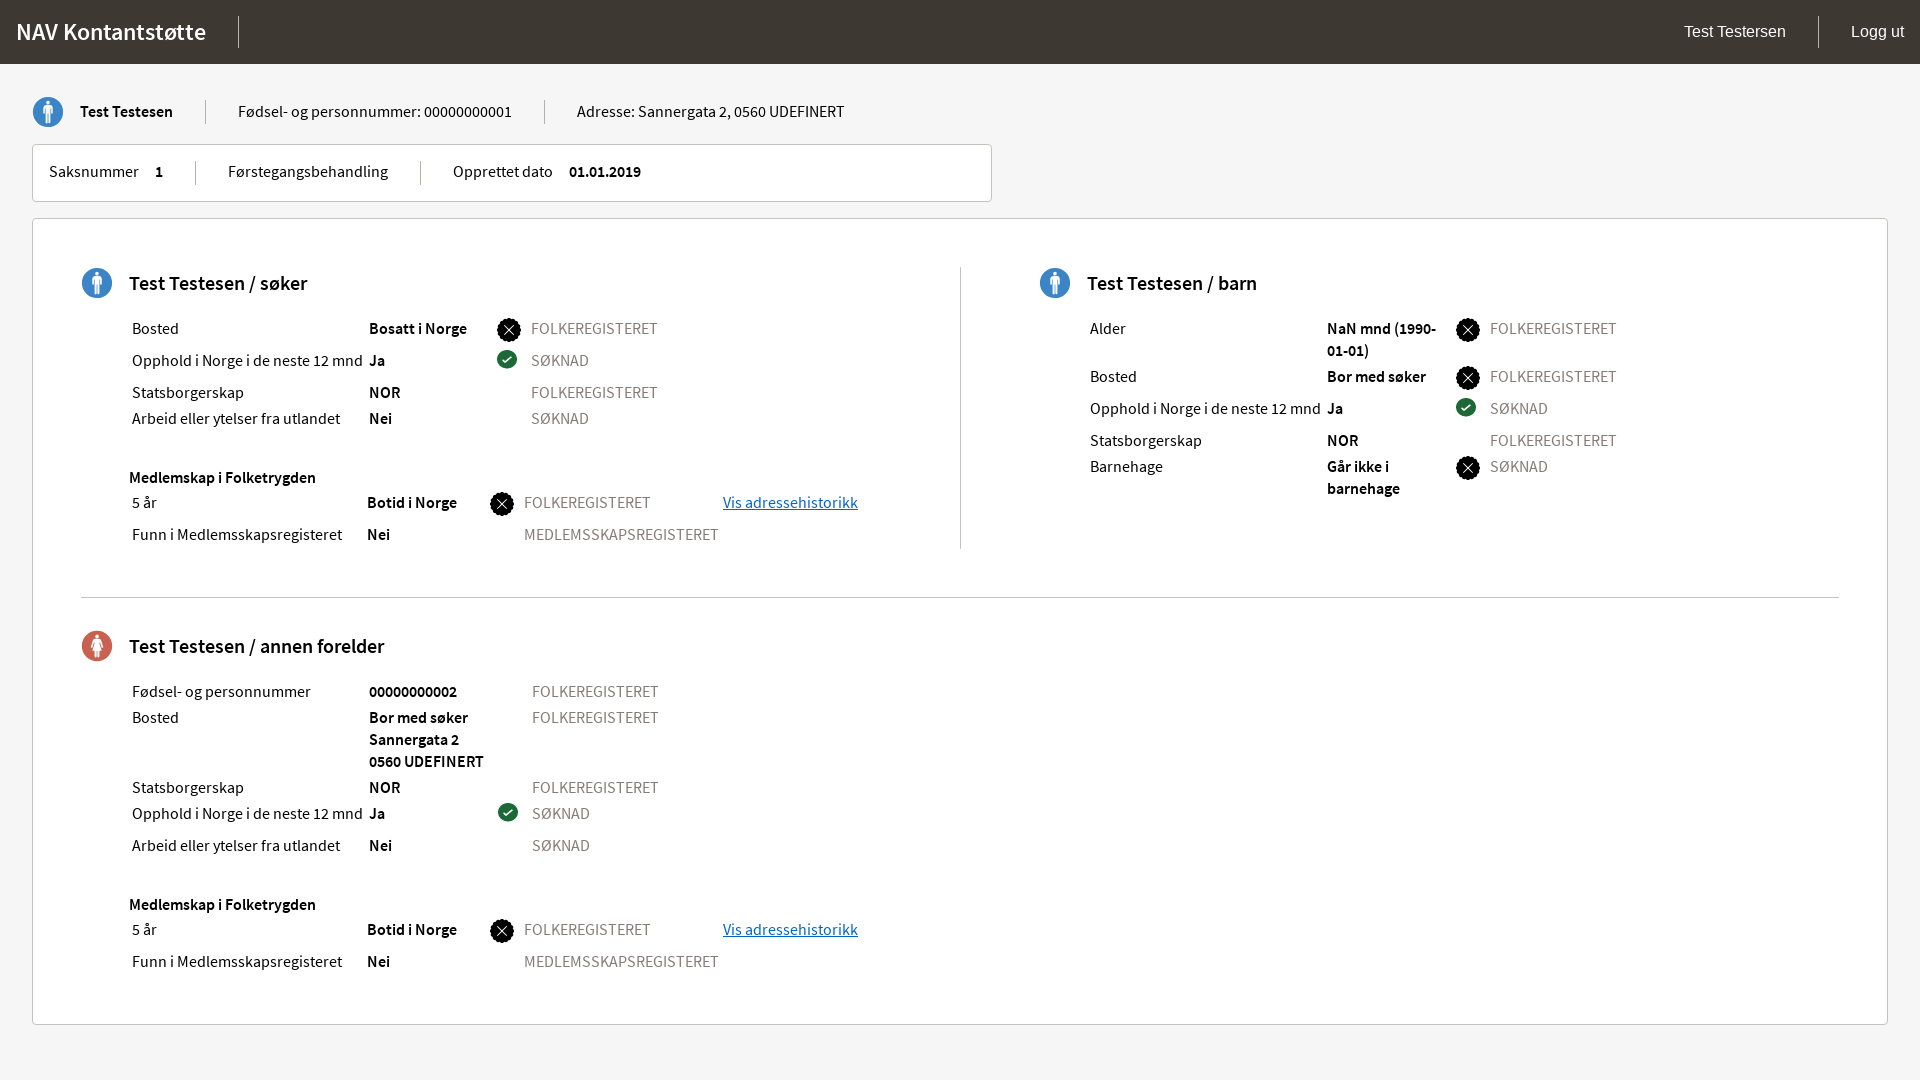 NAV Kontantstøtte
Test Testersen
Logg ut
Test Testesen
Fødsel- og personnummer: 00000000001
Adresse: Sannergata 2, 0560 UDEFINERT
Saksnummer 1
Førstegangsbehandling
Opprettet dato 01.01.2019
Test Testesen / søker
Bosted Bosatt i Norge FOLKEREGISTERET
Opphold i Norge i de neste 12 mnd Ja SØKNAD
Statsborgerskap NOR FOLKEREGISTERET
Arbeid eller ytelser fra utlandet Nei SØKNAD
Medlemskap i Folketrygden
5 år Botid i Norge FOLKEREGISTERET Vis adressehistorikk
Funn i Medlemsskapsregisteret Nei MEDLEMSSKAPSREGISTERET
Test Testesen / barn
Alder NaN mnd (1990- FOLKEREGISTERET
01-01)
Bosted Bor med søker FOLKEREGISTERET
Opphold i Norge i de neste 12 mnd Ja SØKNAD
Statsborgerskap NOR FOLKEREGISTERET
Barnehage Går ikke i SØKNAD
barnehage
Test Testesen / annen forelder
Fødsel- og personnummer 00000000002 FOLKEREGISTERET
Bosted Bor med søker FOLKEREGISTERET
Sannergata 2
0560 UDEFINERT
Statsborgerskap NOR FOLKEREGISTERET
Opphold i Norge i de neste 12 mnd Ja SØKNAD
Arbeid eller ytelser fra utlandet Nei SØKNAD
Medlemskap i Folketrygden
5 år Botid i Norge FOLKEREGISTERET Vis adressehistorikk
Funn i Medlemsskapsregisteret Nei MEDLEMSSKAPSREGISTERET